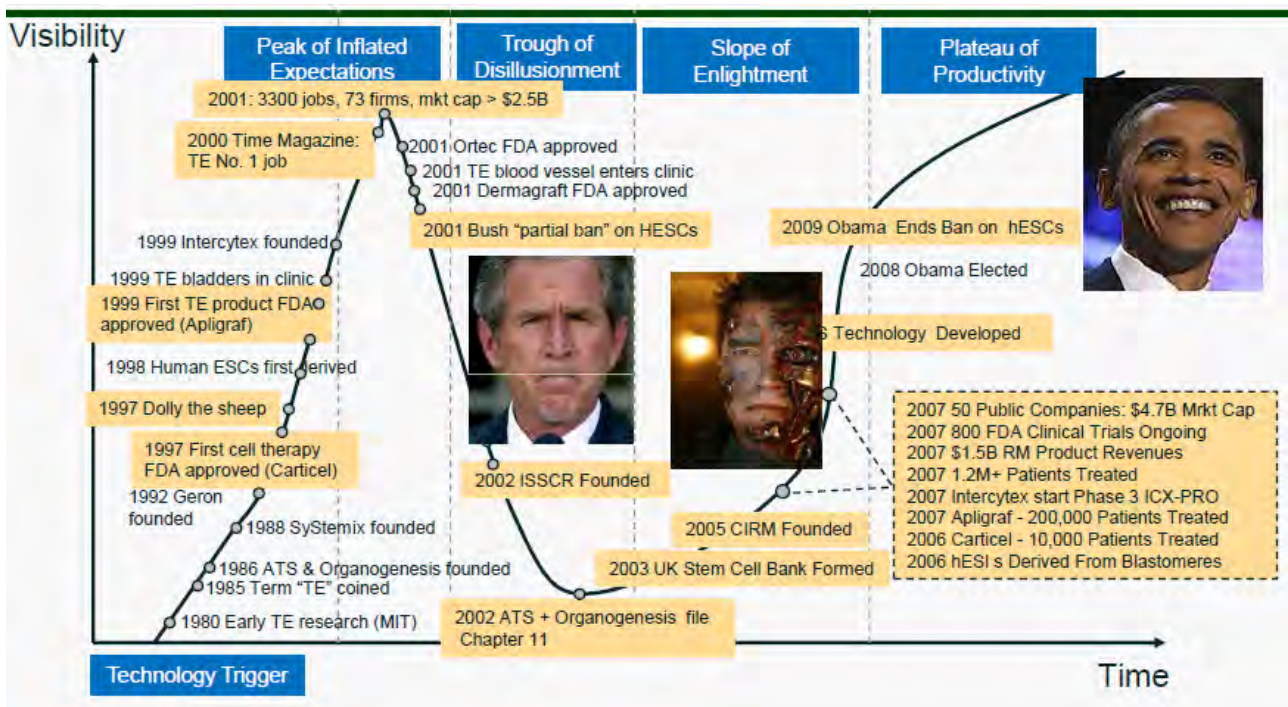 Visibility
Peak of Inflated
Expectations
Trough of
Disillusionment
Slope of
Enlightment
Plateau of
Productivity
2001: 3300 jobs, 73 firms, mkt cap > $2.5B
2000 Time Magazine:
TE No. 1 job
2001 Ortec FDA approved
2001 TE blood vessel enters clinic
2001 Dermagraft FDA approved
2001 Bush "partial ban" on HESCs
1999 Intercytex founded
1999 TE bladders in clinic
1999 First TE product FDA
approved (Apligraf)
1998 Human ESCs first derived
1997 Dolly the sheep
1997 First cell therapy
FDA approved (Carticel)
1992 Geron
founded
1988 SyStemix founded
1986 ATS & Organogenesis founded
1985 Term "TE" coined
1980 Early TE research (MIT)
2002 ISSCR Founded
2002 ATS + Organogenesis file
Chapter 11
2003 UK Stem Cell Bank Formed
2005 CIRM Founded
S Technology Developed
2008 Obama Elected
2009 Obama Ends Ban on hESCs
2007 50 Public Companies: $4.7B Mrkt Cap
2007 800 FDA Clinical Trials Ongoing
2007 $1.5B RM Product Revenues
2007 1.2M+ Patients Treated
2007 Intercytex start Phase 3 ICX-PRO
2007 Apligraf - 200,000 Patients Treated
2006 Carticel - 10,000 Patients Treated
2006 hESI s Derived From Blastomeres
Technology Trigger
Time